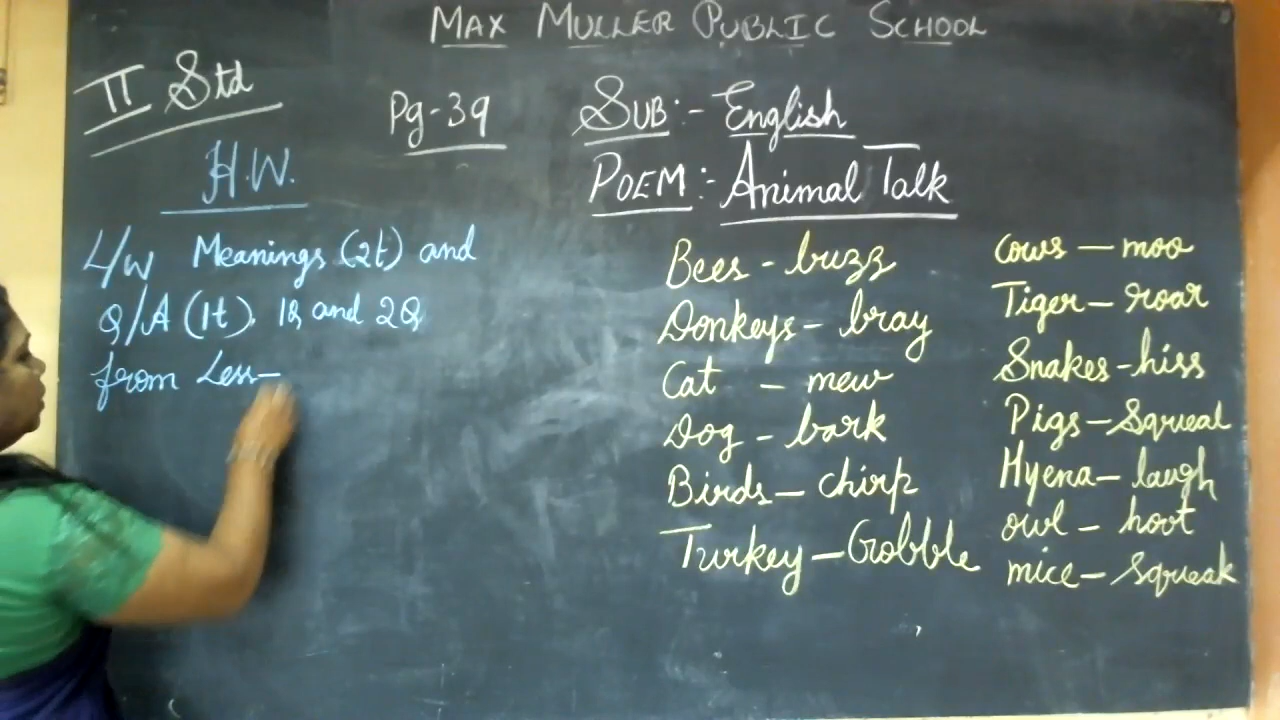 MAX MULLER PUBLIC SCHOOL
II Std
Pg-39
SUB:- English
POEM:- Animal Talk
H.W.
L/W Meanings (2t) and
Q/A (1t) 1Q and 2Q
from Less-
Bees - buzz
Donkeys - bray
Cat - mew
Dog - bark
Birds - chirp
Turkey - Gobble
Cows - moo
Tiger - roar
Snakes - hiss
Pigs - Squeal
Hyena - laugh
owl - hoot
mice - Squeak